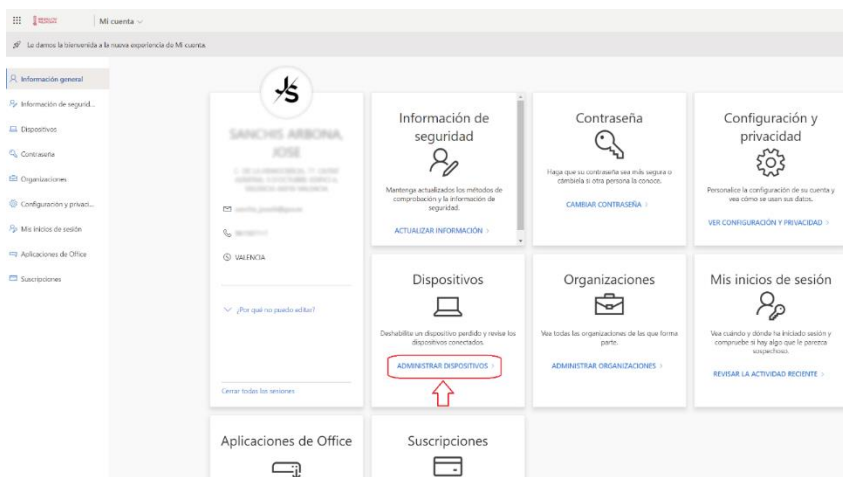 Mi cuenta
Le damos la bienvenida a la nueva experiencia de Mi cuenta.
Información general
Información de segurid...
Dispositivos
Contraseña
Organizaciones
Configuración y privaci...
Mis inicios de sesión
Aplicaciones de Office
Suscripciones
JS
SANCHIS ARBONA,
JOSE
VALENCIA
¿Por qué no puedo editar?
Cerrar todas las sesiones
Información de
seguridad
Mantenga actualizados los métodos de
comprobación y la información de
seguridad.
ACTUALIZAR INFORMACIÓN >
Contraseña
Haga que su contraseña sea más segura o
cámbiela si otra persona la conoce.
CAMBIAR CONTRASEÑA >
Configuración y
privacidad
Personalice la configuración de su cuenta y
vea cómo se usan sus datos.
VER CONFIGURACIÓN Y PRIVACIDAD >
Dispositivos
Deshabilite un dispositivo perdido y revise los
dispositivos conectados.
ADMINISTRAR DISPOSITIVOS >
Organizaciones
Vea todas las organizaciones de las que forma
parte.
ADMINISTRAR ORGANIZACIONES >
Mis inicios de sesión
Vea cuándo y dónde ha iniciado sesión y
compruebe si hay algo que le parezca
sospechoso.
REVISAR LA ACTIVIDAD RECIENTE >
Aplicaciones de Office
Suscripciones